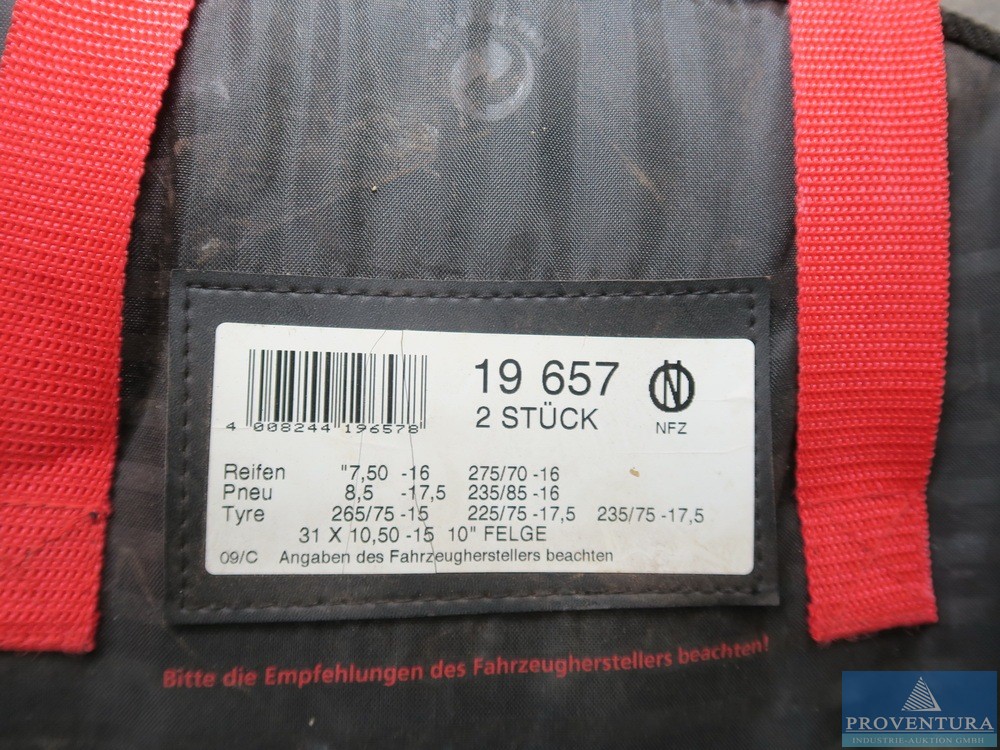 19 657
2 STÜCK
NFZ
4 008244 196578
Reifen "7,50 -16 275/70 -16
Pneu 8,5 -17,5 235/85 -16
Tyre 265/75 -15 225/75 -17,5 235/75 -17,5
31 X 10,50 -15 10" FELGE
09/C Angaben des Fahrzeugherstellers beachten
Bitte die Empfehlungen des Fahrzeugherstellers beachten!
PROVENTURA
INDUSTRIE-AUKTION GMBH